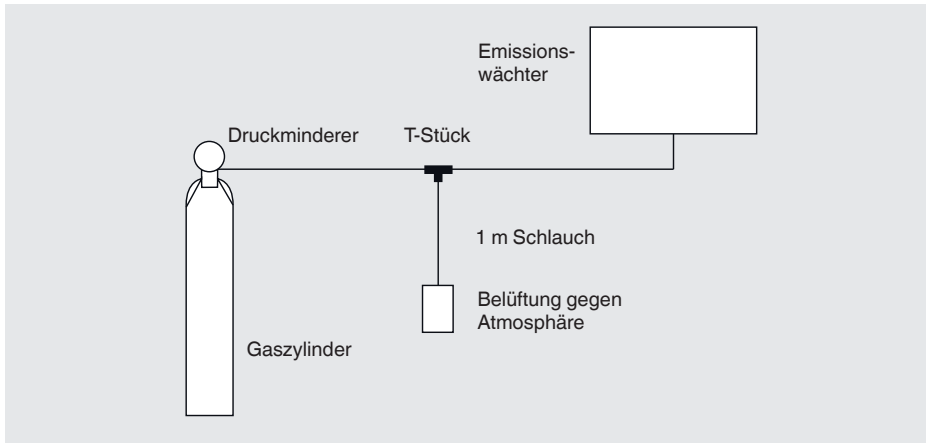 Emissions-
wächter
Druckminderer
T-Stück
1 m Schlauch
Belüftung gegen
Atmosphäre
Gaszylinder